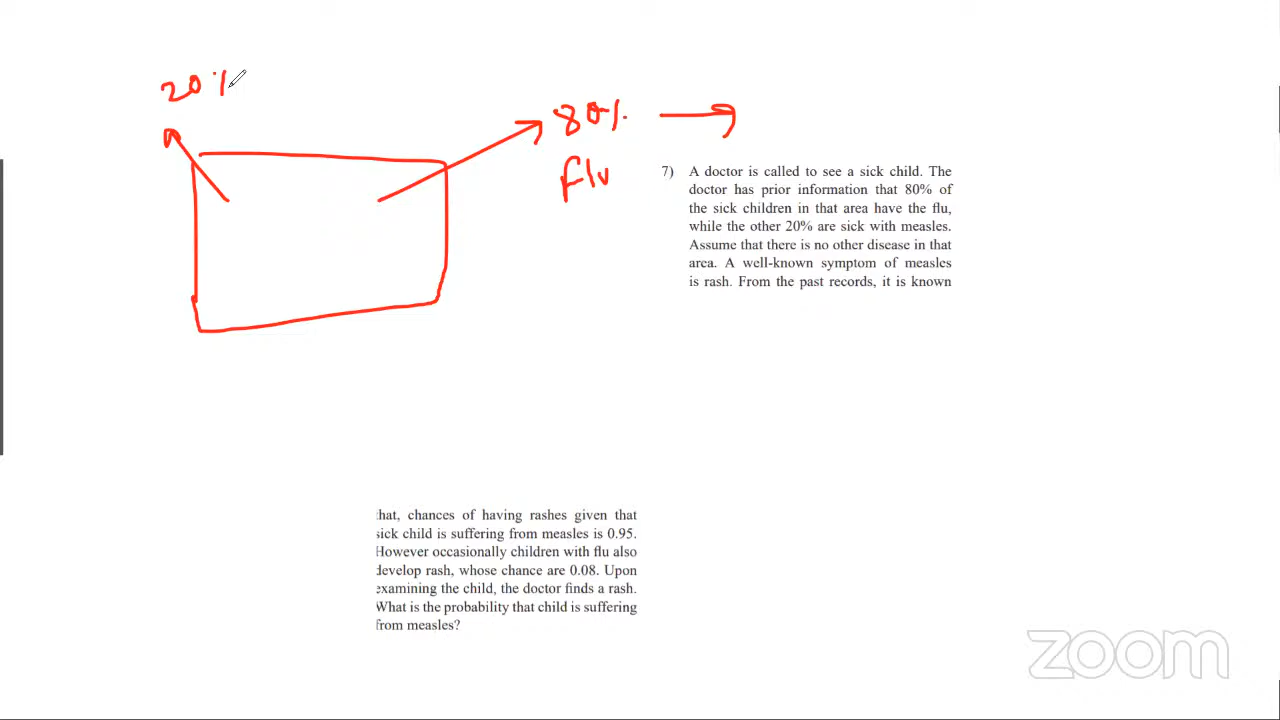 20%
80%
flu
7) A doctor is called to see a sick child. The
doctor has prior information that 80% of
the sick children in that area have the flu,
while the other 20% are sick with measles.
Assume that there is no other disease in that
area. A well-known symptom of measles
is rash. From the past records, it is known
that, chances of having rashes given that
sick child is suffering from measles is 0.95.
However occasionally children with flu also
develop rash, whose chance are 0.08. Upon
examining the child, the doctor finds a rash.
What is the probability that child is suffering
from measles?
zoom